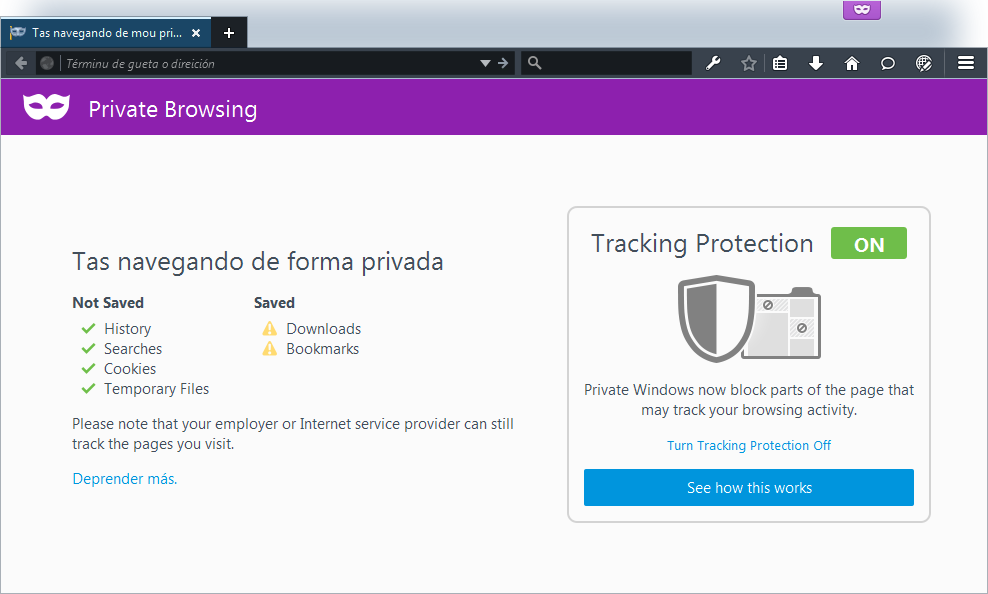 Tas navegando de mou pri...
Términu de gueta o direición
Private Browsing
Tas navegando de forma privada
Not Saved
History
Searches
Cookies
Temporary Files
Saved
Downloads
Bookmarks
Please note that your employer or Internet service provider can still
track the pages you visit.
Deprender más.
Tracking Protection
ON
Private Windows now block parts of the page that
may track your browsing activity.
Turn Tracking Protection Off
See how this works